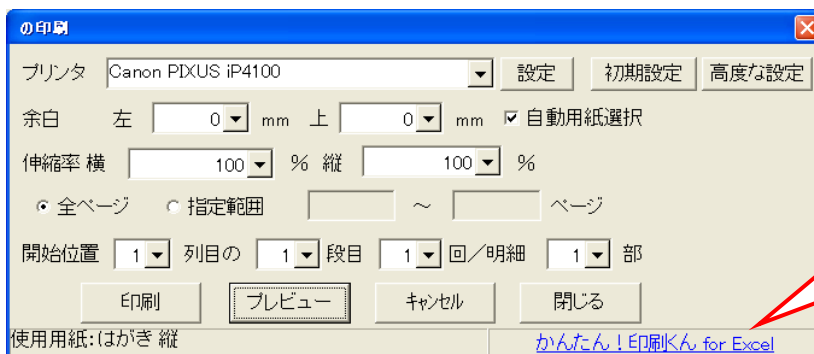 の印刷
プリンタ Canon PIXUS iP4100 設定 初期設定 高度な設定
余白 左 0 mm 上 0 mm 自動用紙選択
伸縮率 横 100 % 縦 100 %
全ページ 指定範囲 ～ ページ
開始位置 1 列目の 1 段目 1 回／明細 1 部
印刷 プレビュー キャンセル 閉じる
使用用紙:はがき 縦 かんたん！印刷くん for Excel